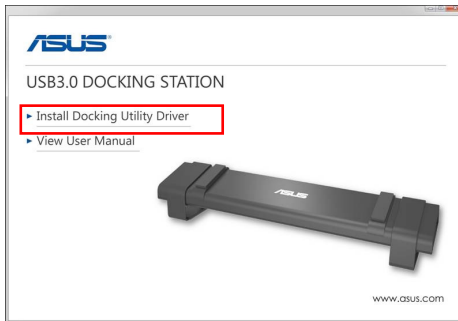 ASUS
USB3.0 DOCKING STATION
Install Docking Utility Driver
View User Manual
ASUS
www.asus.com